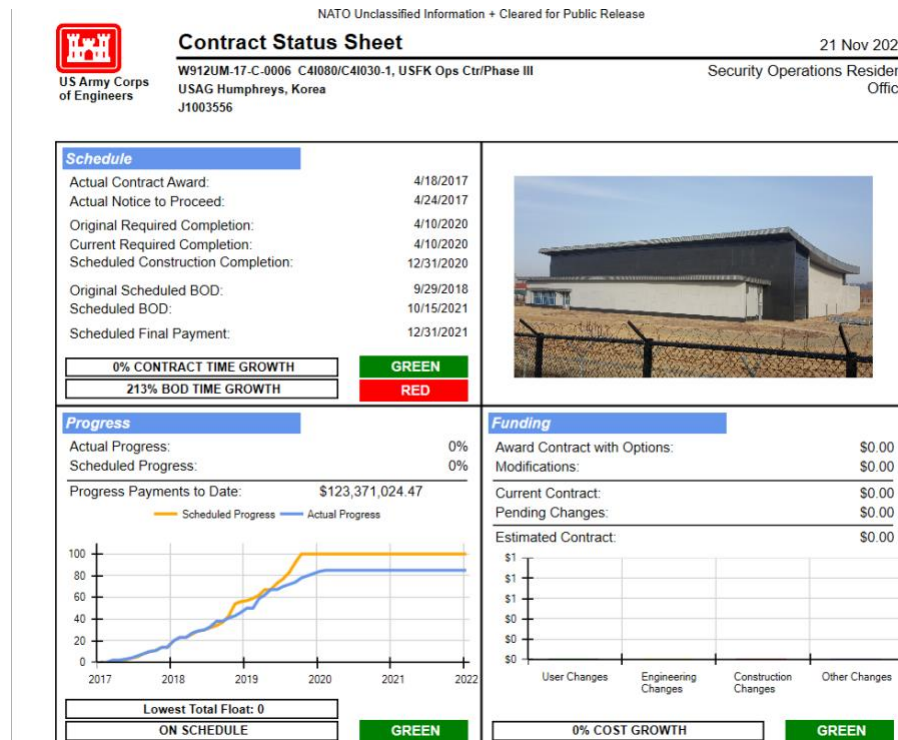 NATO Unclassified Information + Cleared for Public Release
US Army Corps
of Engineers
Contract Status Sheet
21 Nov 202
W912UM-17-C-0006 C4I080/C4I030-1, USFK Ops Ctr/Phase III
USAG Humphreys, Korea
J1003556
Security Operations Residen
Offic
Schedule
Actual Contract Award: 4/18/2017
Actual Notice to Proceed: 4/24/2017
Original Required Completion: 4/10/2020
Current Required Completion: 4/10/2020
Scheduled Construction Completion: 12/31/2020
Original Scheduled BOD: 9/29/2018
Scheduled BOD: 10/15/2021
Scheduled Final Payment: 12/31/2021
0% CONTRACT TIME GROWTH GREEN
213% BOD TIME GROWTH RED
Progress
Actual Progress: 0%
Scheduled Progress: 0%
Progress Payments to Date: $123,371,024.47
Scheduled Progress Actual Progress
100
80
60
40
20
0
2017 2018 2019 2020 2021 2022
Lowest Total Float: 0
ON SCHEDULE GREEN
Funding
Award Contract with Options: $0.00
Modifications: $0.00
Current Contract: $0.00
Pending Changes: $0.00
Estimated Contract: $0.00
$1
$1
$1
$0
$0
$0
User Changes Engineering Changes Construction Changes Other Changes
0% COST GROWTH GREEN